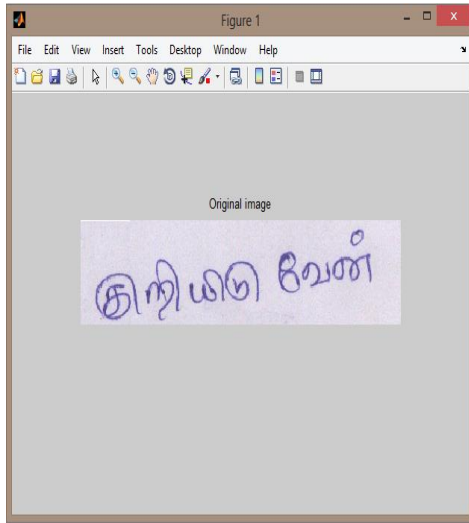 Figure 1
File Edit View Insert Tools Desktop Window Help
Original image
குறியிடு வேண்